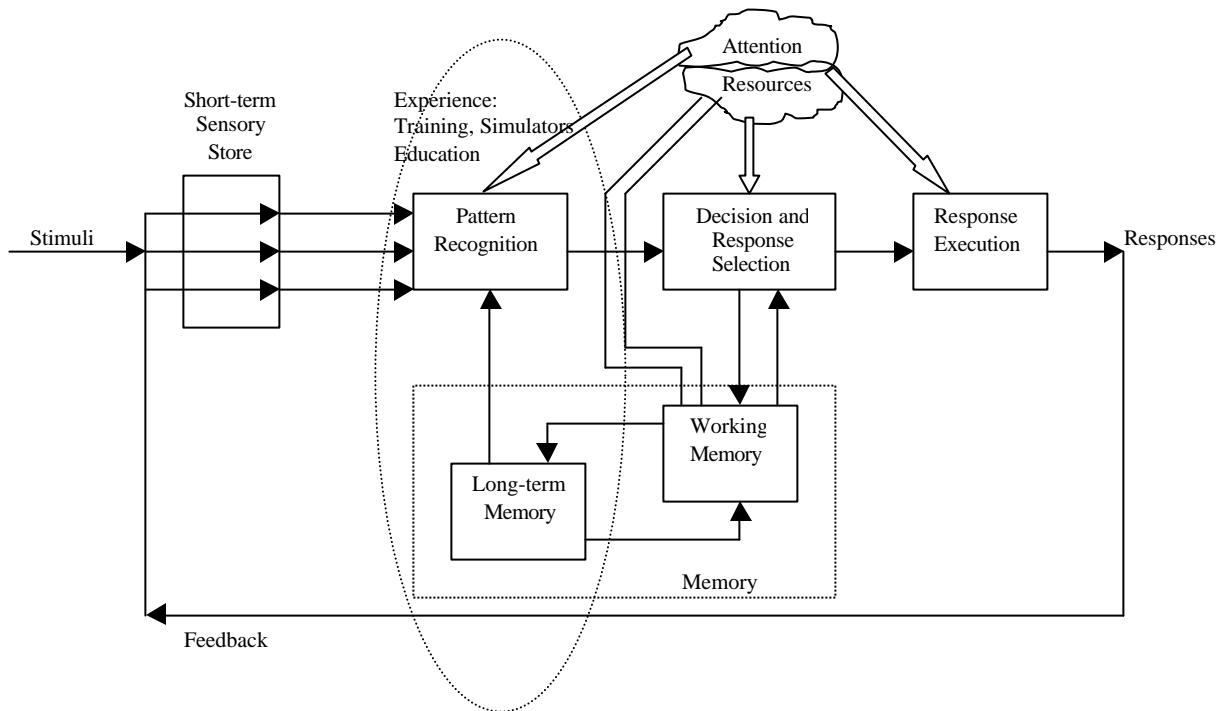 Attention
Resources
Short-term
Sensory
Store
Experience:
Training, Simulators
Education
Stimuli
Pattern
Recognition
Decision and
Response
Selection
Response
Execution
Responses
Working
Memory
Long-term
Memory
Memory
Feedback